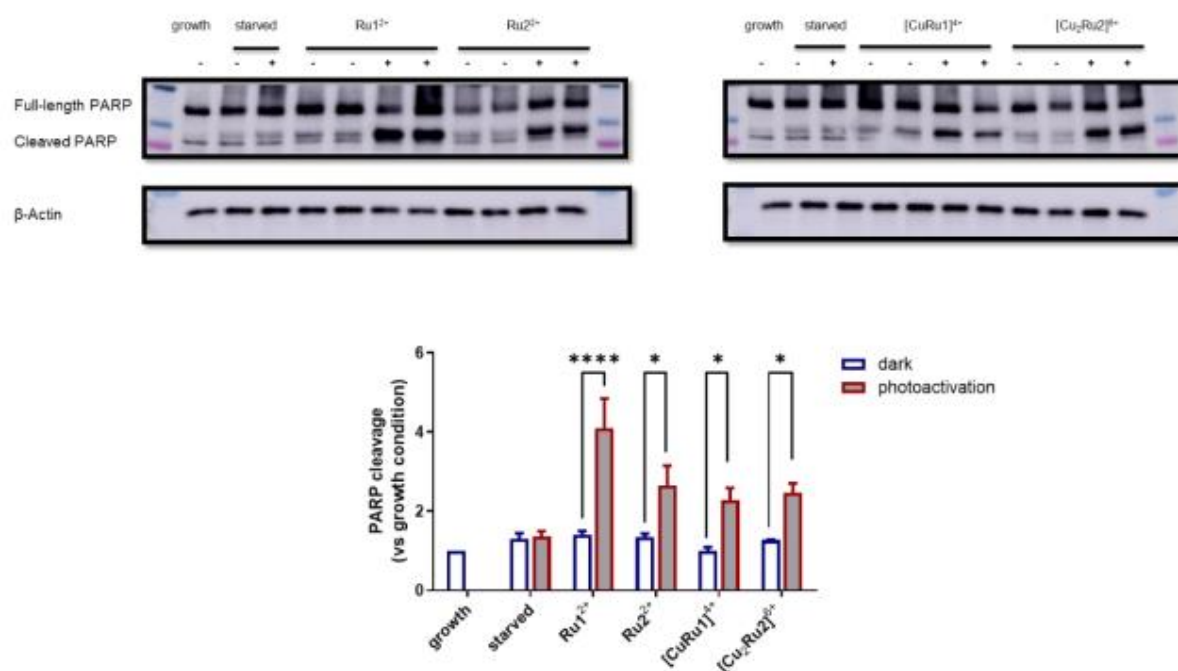 growth starved Ru1²⁺ Ru2²⁺ growth starved [CuRu1]⁴⁺ [Cu₂Ru2]⁶⁺
- - + - - + + - - + + - - + - - + + - - + +
Full-length PARP
Cleaved PARP
β-Actin
PARP cleavage
(vs growth condition)
6
4
2
0
**** * * *
dark
photoactivation
growth starved Ru1²⁺ Ru2²⁺ [CuRu1]⁴⁺ [Cu₂Ru2]⁶⁺